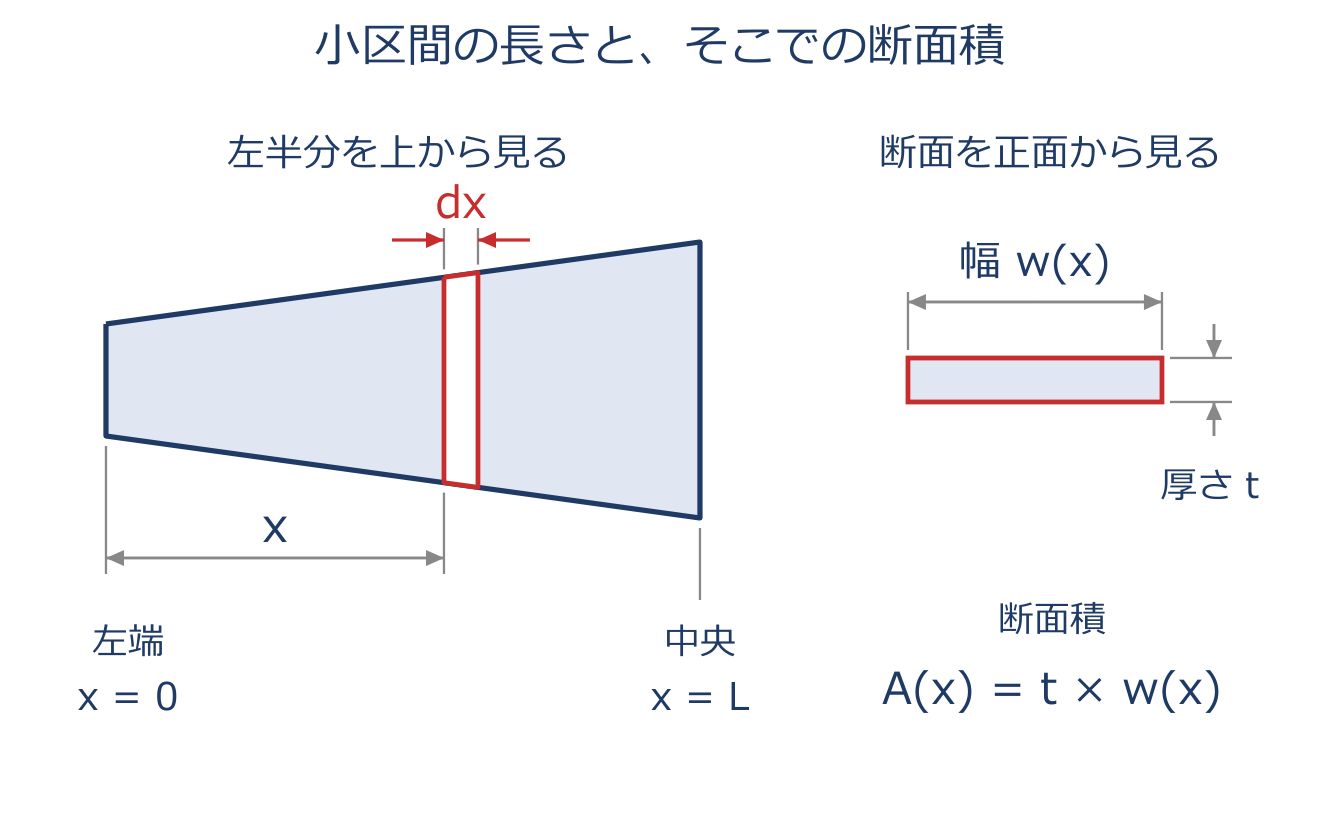 小区間の長さと、そこでの断面積
左半分を上から見る
dx
x
左端
x = 0
中央
x = L
断面を正面から見る
幅 w(x)
厚さ t
断面積
A(x) = t × w(x)